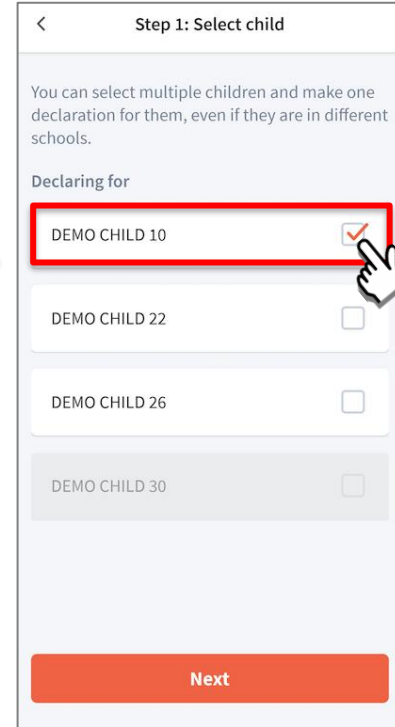 Step 1: Select child
You can select multiple children and make one
declaration for them, even if they are in different
schools.
Declaring for
DEMO CHILD 10
DEMO CHILD 22
DEMO CHILD 26
DEMO CHILD 30
Next